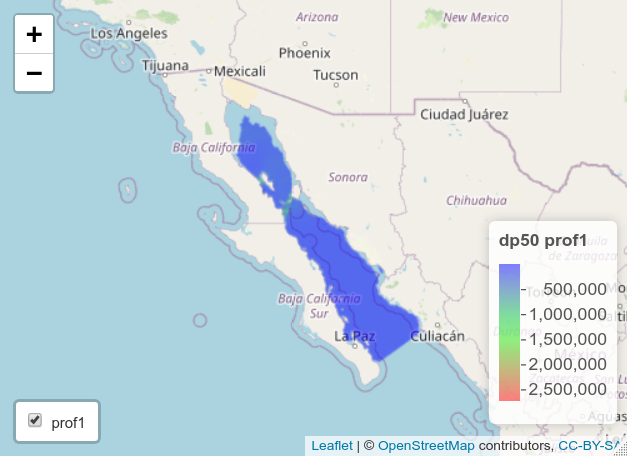 +
−
Los Angeles
Arizona
New Mexico
Phoenix
Tijuana
Mexicali
Tucson
Ciudad Juárez
Baja California
Sonora
Chihuahua
dp50 prof1
500,000
1,000,000
1,500,000
2,000,000
2,500,000
Baja California
Sur
La Paz
Culiacán
México
prof1
Leaflet | © OpenStreetMap contributors, CC-BY-SA